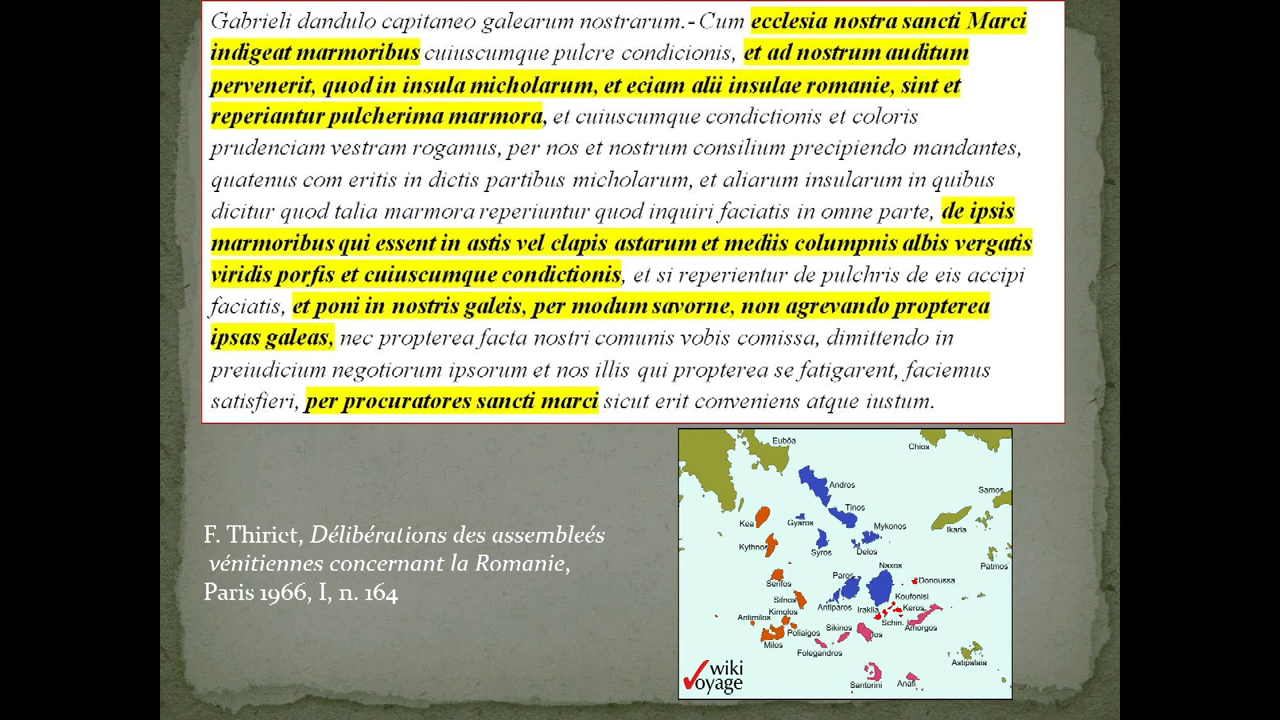 Gabrieli dandulo capitaneo galearum nostrarum.- Cum ecclesia nostra sancti Marci
indigeat marmoribus cuiuscumque pulcre condicionis, et ad nostrum auditum
pervenerit, quod in insula micholarum, et eciam alii insulae romanie, sint et
reperiantur pulcherima marmora, et cuiuscumque condictionis et coloris
prudenciam vestram rogamus, per nos et nostrum consilium precipiendo mandantes,
quatenus com eritis in dictis partibus micholarum, et aliarum insularum in quibus
dicitur quod talia marmora reperiuntur quod inquiri faciatis in omne parte, de ipsis
marmoribus qui essent in astis vel clapis astarum et mediis columpnis albis vergatis
viridis porfis et cuiuscumque condictionis, et si reperientur de pulchris de eis accipi
faciatis, et poni in nostris galeis, per modum savorne, non agrevando propterea
ipsas galeas, nec propterea facta nostri comunis vobis comissa, dimittendo in
preiudicium negotiorum ipsorum et nos illis qui propterea se fatigarent, faciemus
satisfieri, per procuratores sancti marci sicut erit conveniens atque iustum.
F. Thirict, Délibérations des assembleés
vénitiennes concernant la Romanie,
Paris 1966, I, n. 164
Euböa
Chios
Andros
Samos
Tinos
Kea
Gyaros
Mykonos
Ikaria
Kythnos
Syros
Delos
Patmos
Naxos
Paros
Donoussa
Serifos
Koufonisi
Sifnos
Antiparos
Iraklia
Keros
Kimolos
Antimilos
Schin.
Amorgos
Sikinos
Ios
Poliaigos
Milos
Folegandros
Astipalaia
Santorini
Anafi
wiki
voyage